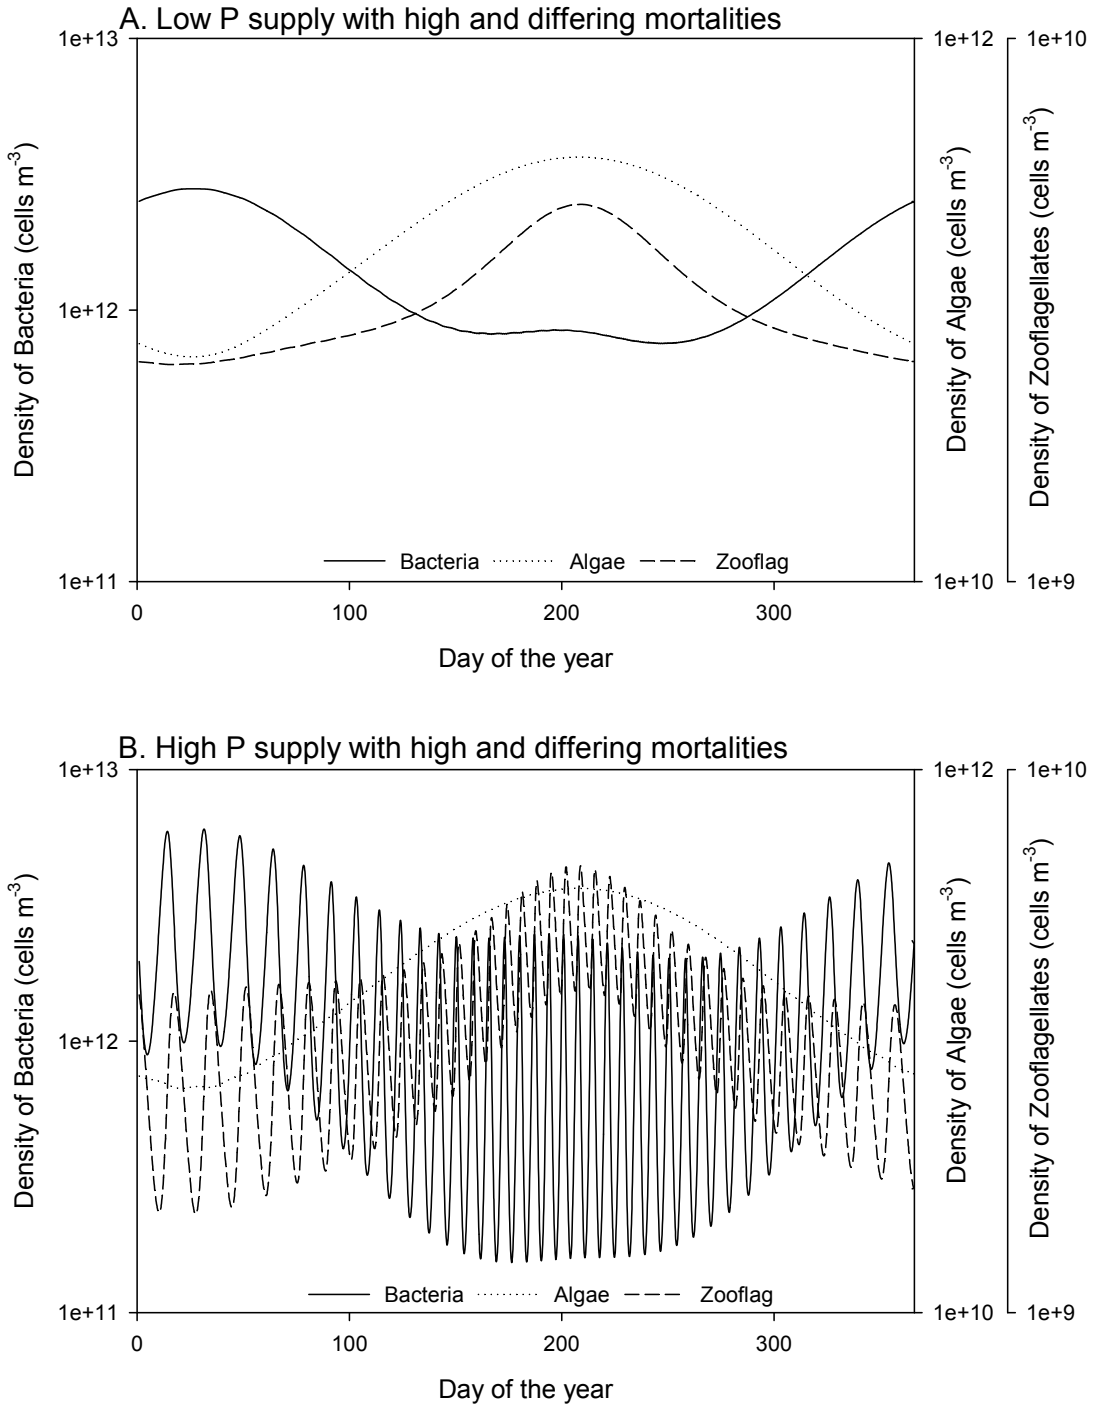 A. Low P supply with high and differing mortalities
1e+13
1e+12
1e+11
Density of Bacteria (cells m-3)
1e+12
1e+10
Density of Algae (cells m-3)
1e+10
1e+9
Density of Zooflagellates (cells m-3)
Bacteria Algae Zooflag
0 100 200 300
Day of the year
B. High P supply with high and differing mortalities
1e+13
1e+12
1e+11
Density of Bacteria (cells m-3)
1e+12
1e+10
Density of Algae (cells m-3)
1e+10
1e+9
Density of Zooflagellates (cells m-3)
Bacteria Algae Zooflag
0 100 200 300
Day of the year